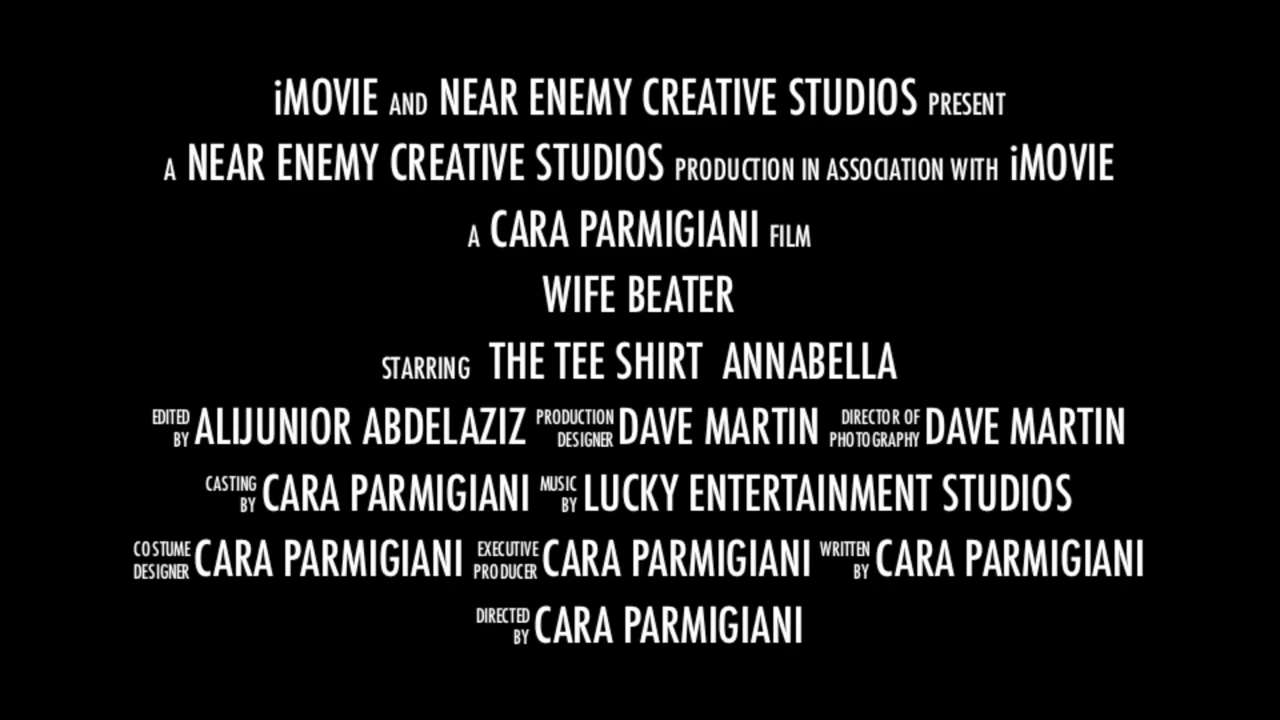 iMOVIE AND NEAR ENEMY CREATIVE STUDIOS PRESENT
A NEAR ENEMY CREATIVE STUDIOS PRODUCTION IN ASSOCIATION WITH iMOVIE
A CARA PARMIGIANI FILM
WIFE BEATER
STARRING THE TEE SHIRT ANNABELLA
EDITED BY ALIJUNIOR ABDELAZIZ PRODUCTION DESIGNER DAVE MARTIN DIRECTOR OF PHOTOGRAPHY DAVE MARTIN
CASTING BY CARA PARMIGIANI MUSIC BY LUCKY ENTERTAINMENT STUDIOS
COSTUME DESIGNER CARA PARMIGIANI EXECUTIVE PRODUCER CARA PARMIGIANI WRITTEN BY CARA PARMIGIANI
DIRECTED BY CARA PARMIGIANI